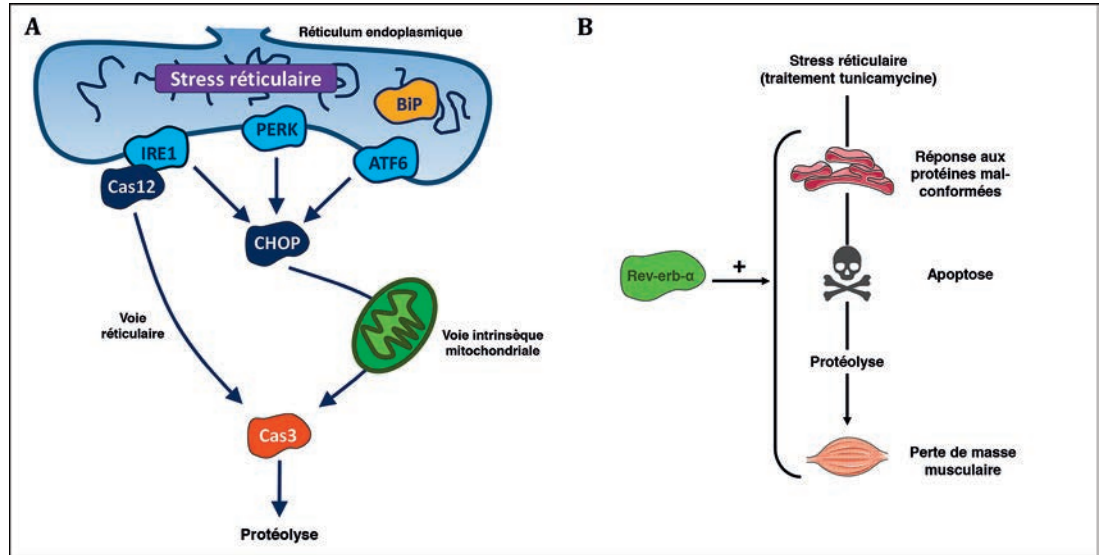 A
Réticulum endoplasmique
Stress réticulaire
BiP
PERK
IRE1
ATF6
Cas12
CHOP
Voie
réticulaire
Voie intrinsèque
mitochondriale
Cas3
Protéolyse
B
Stress réticulaire
(traitement tunicamycine)
Réponse aux
protéines mal-
conformées
Rev-erb-α
+
Apoptose
Protéolyse
Perte de masse
musculaire